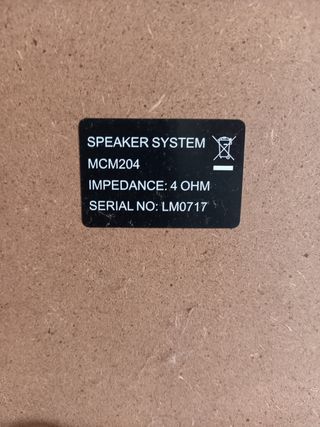 SPEAKER SYSTEM
MCM204
IMPEDANCE: 4 OHM
SERIAL NO: LM0717